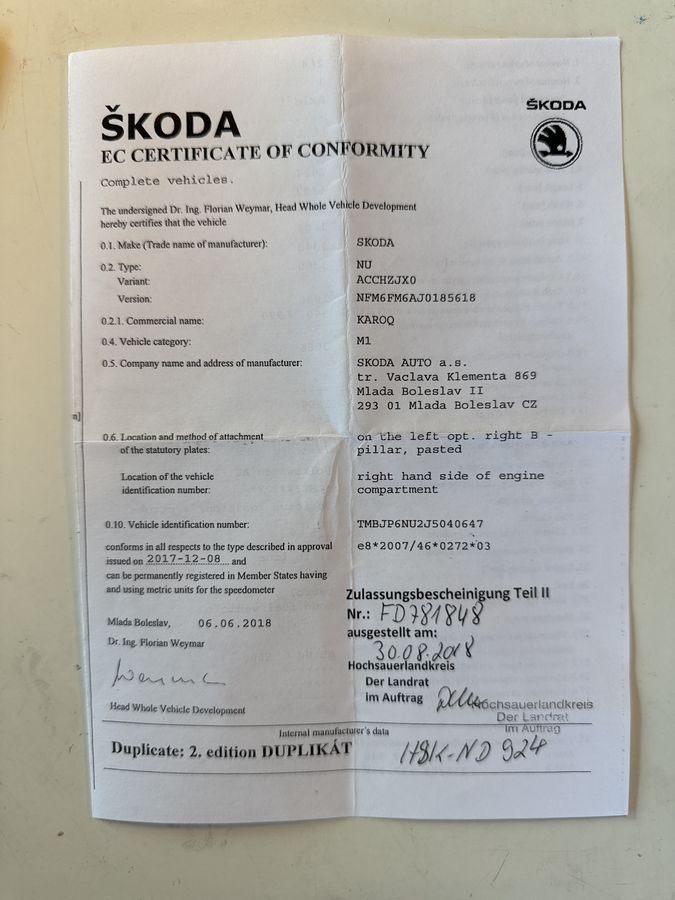 ŠKODA
ŠKODA
EC CERTIFICATE OF CONFORMITY
Complete vehicles.
The undersigned Dr. Ing. Florian Weymar, Head Whole Vehicle Development
hereby certifies that the vehicle
0.1. Make (Trade name of manufacturer): SKODA
0.2. Type: NU
Variant: ACCHZJX0
Version: NFM6FM6AJ0185618
0.2.1. Commercial name: KAROQ
0.4. Vehicle category: M1
0.5. Company name and address of manufacturer: SKODA AUTO a.s.
tr. Vaclava Klementa 869
Mlada Boleslav II
293 01 Mlada Boleslav CZ
0.6. Location and method of attachment on the left opt. right B -
of the statutory plates: pillar, pasted
Location of the vehicle right hand side of engine
identification number: compartment
0.10. Vehicle identification number: TMBJP6NU2J5040647
conforms in all respects to the type described in approval e8*2007/46*0272*03
issued on 2017-12-08 and
can be permanently registered in Member States having
and using metric units for the speedometer
Zulassungsbescheinigung Teil II
Nr.: FD781848
ausgestellt am:
30.08.2018
Hochsauerlandkreis
Der Landrat
im Auftrag
Mlada Boleslav, 06.06.2018
Dr. Ing. Florian Weymar
Head Whole Vehicle Development
Hochsauerlandkreis
Der Landrat
im Auftrag
Internal manufacturer's data
Duplicate: 2. edition DUPLIKÁT
HSK-ND 924